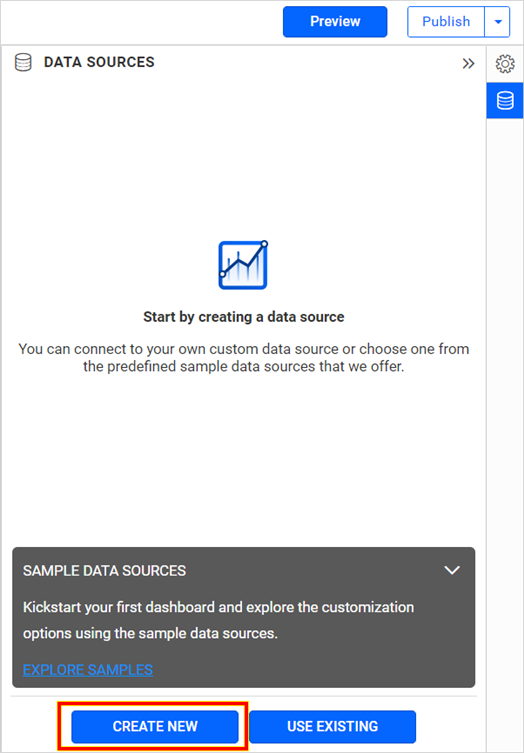 Preview
Publish
DATA SOURCES
Start by creating a data source
You can connect to your own custom data source or choose one from
the predefined sample data sources that we offer.
SAMPLE DATA SOURCES
Kickstart your first dashboard and explore the customization
options using the sample data sources.
EXPLORE SAMPLES
CREATE NEW
USE EXISTING